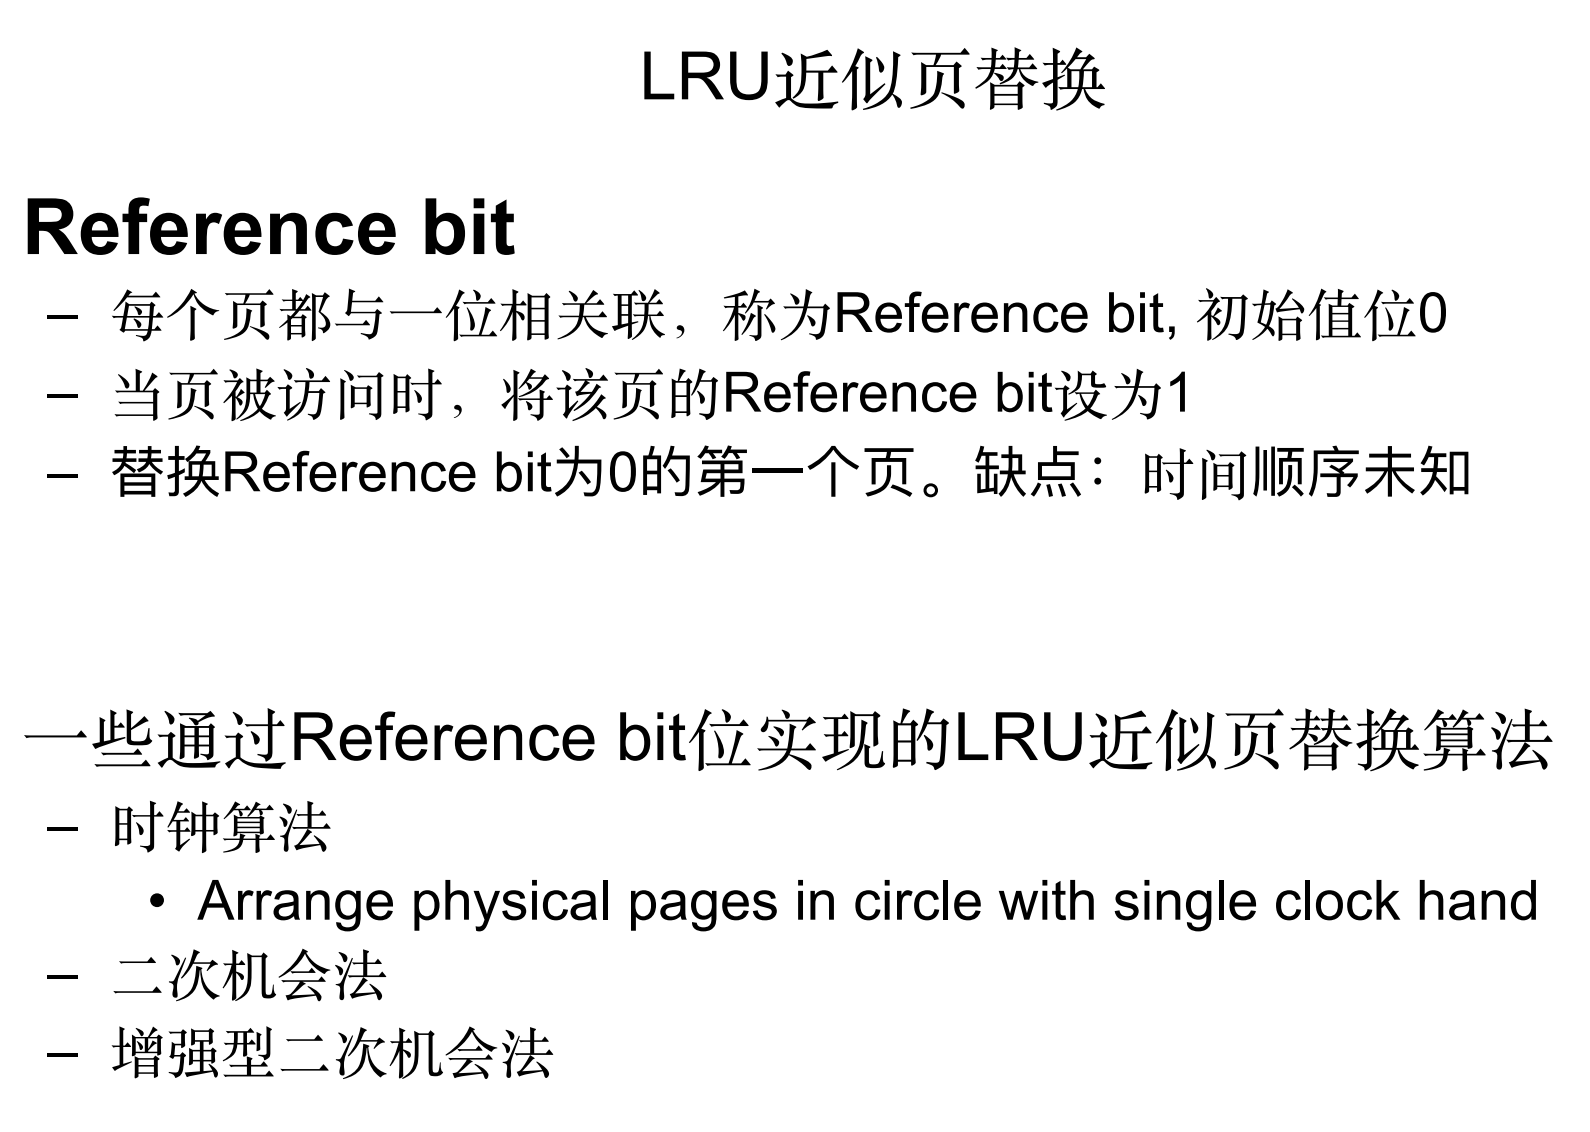 LRU近似页替换
Reference bit
– 每个页都与一位相关联，称为Reference bit, 初始值位0
– 当页被访问时，将该页的Reference bit设为1
– 替换Reference bit为0的第一个页。缺点：时间顺序未知
一些通过Reference bit位实现的LRU近似页替换算法
– 时钟算法
• Arrange physical pages in circle with single clock hand
– 二次机会法
– 增强型二次机会法